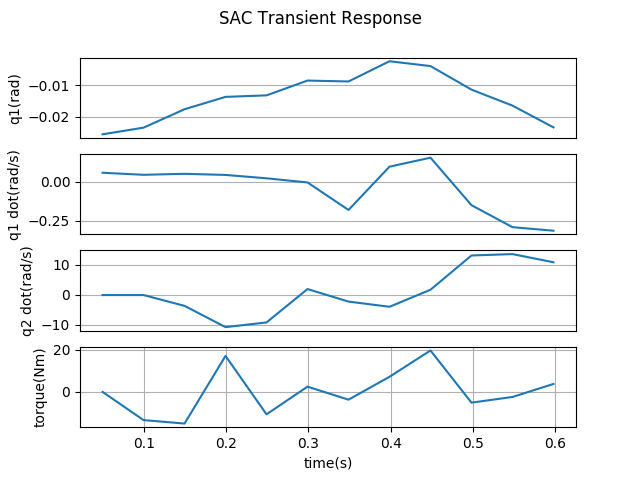 SAC Transient Response
q1(rad)
−0.01
−0.02
q1 dot(rad/s)
0.00
−0.25
q2 dot(rad/s)
10
0
−10
torque(Nm)
20
0
0.1 0.2 0.3 0.4 0.5 0.6
time(s)